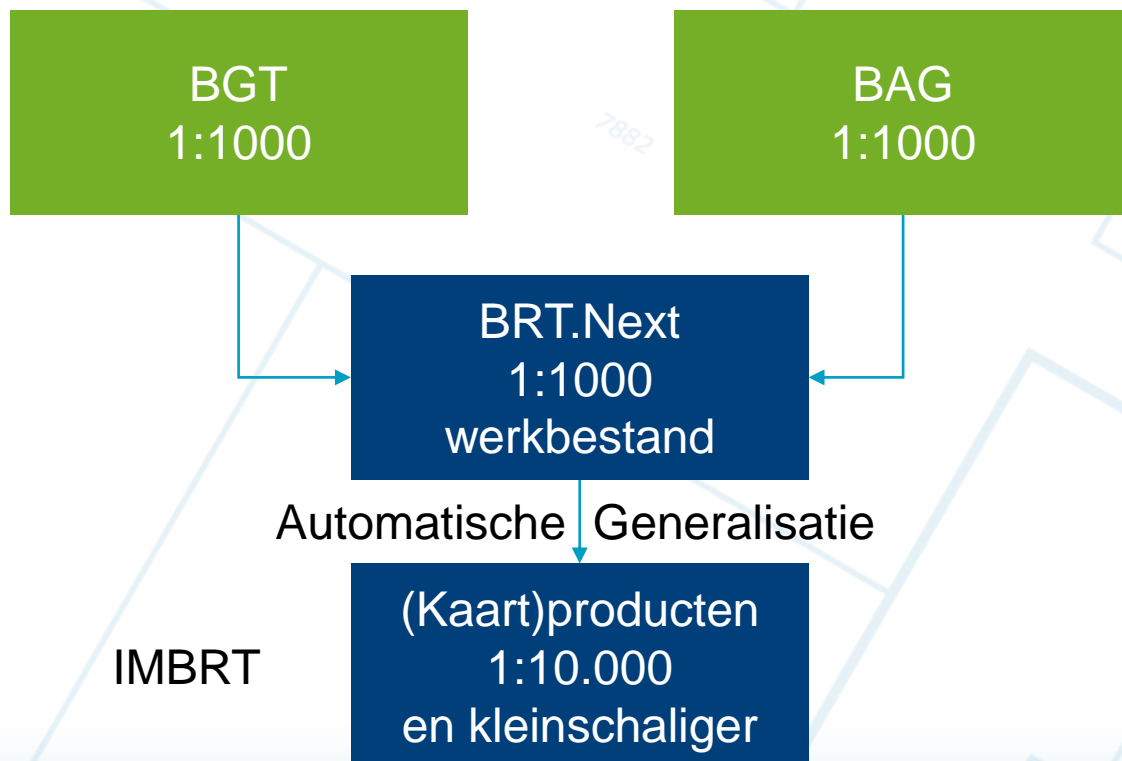 BGT
1:1000
BAG
1:1000
7882
BRT.Next
1:1000
werkbestand
Automatische Generalisatie
IMBRT
(Kaart)producten
1:10.000
en kleinschaliger